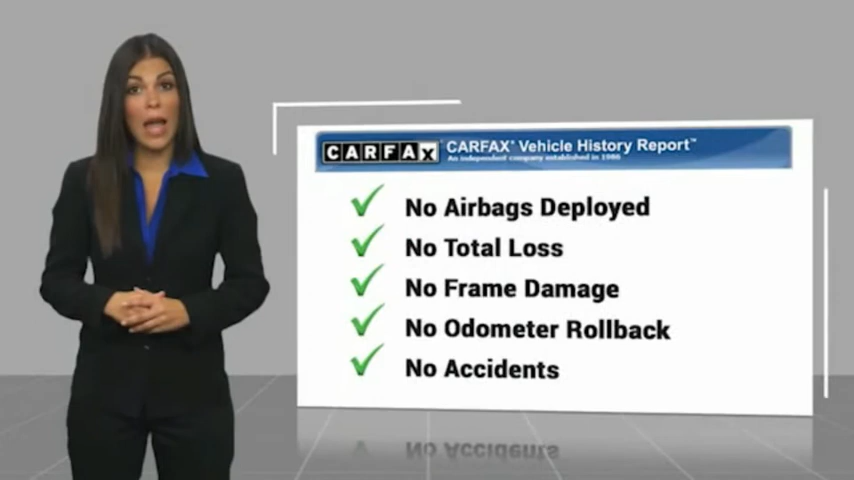 CARFAX CARFAX® Vehicle History Report™
An independent company established in 1986
No Airbags Deployed
No Total Loss
No Frame Damage
No Odometer Rollback
No Accidents